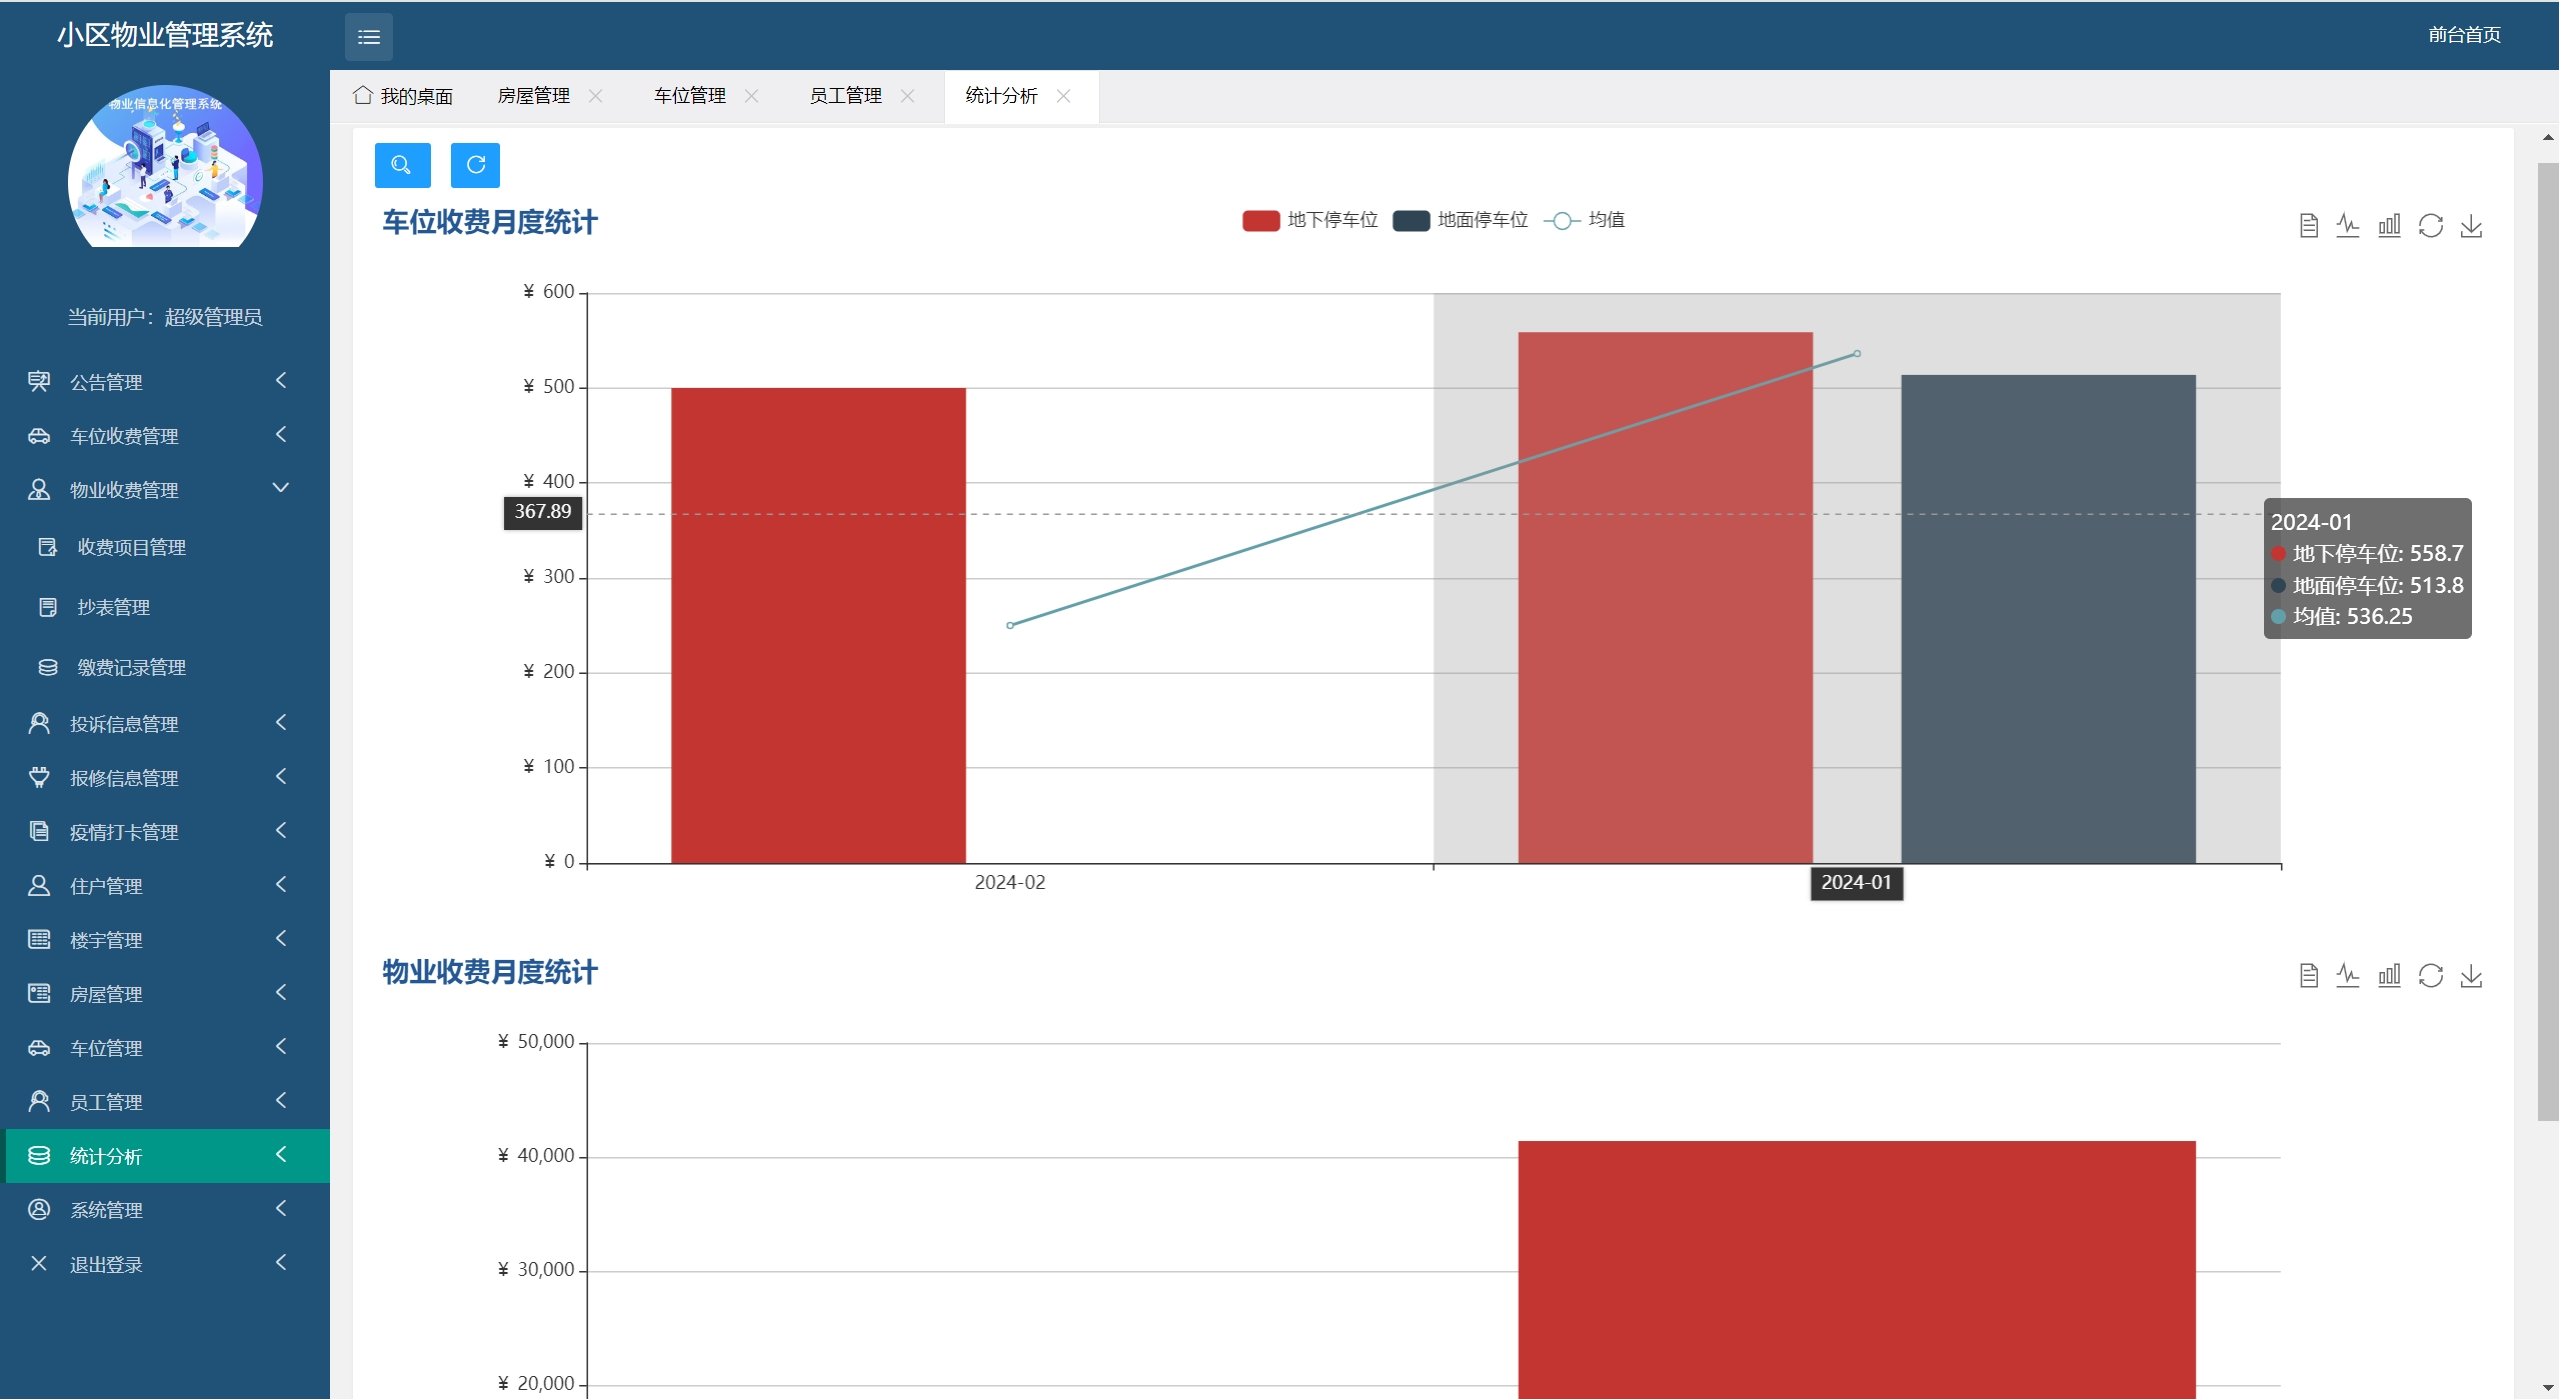 小区物业管理系统
前台首页
物业信息化管理系统
当前用户：超级管理员
公告管理
车位收费管理
物业收费管理
收费项目管理
抄表管理
缴费记录管理
投诉信息管理
报修信息管理
疫情打卡管理
住户管理
楼宇管理
房屋管理
车位管理
员工管理
统计分析
系统管理
退出登录
我的桌面 房屋管理 车位管理 员工管理 统计分析
车位收费月度统计
地下停车位 地面停车位 均值
¥ 600
¥ 500
¥ 400
367.89
¥ 300
¥ 200
¥ 100
¥ 0
2024-02 2024-01
2024-01
地下停车位: 558.7
地面停车位: 513.8
均值: 536.25
物业收费月度统计
¥ 50,000
¥ 40,000
¥ 30,000
¥ 20,000